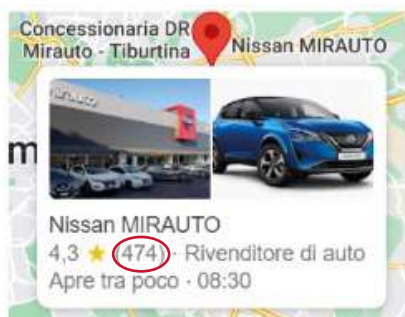 Concessionaria DR
Mirauto - Tiburtina
Nissan MIRAUTO
m
MIRAUTO
Nissan MIRAUTO
4,3 ★ (474) · Rivenditore di auto
Apre tra poco · 08:30